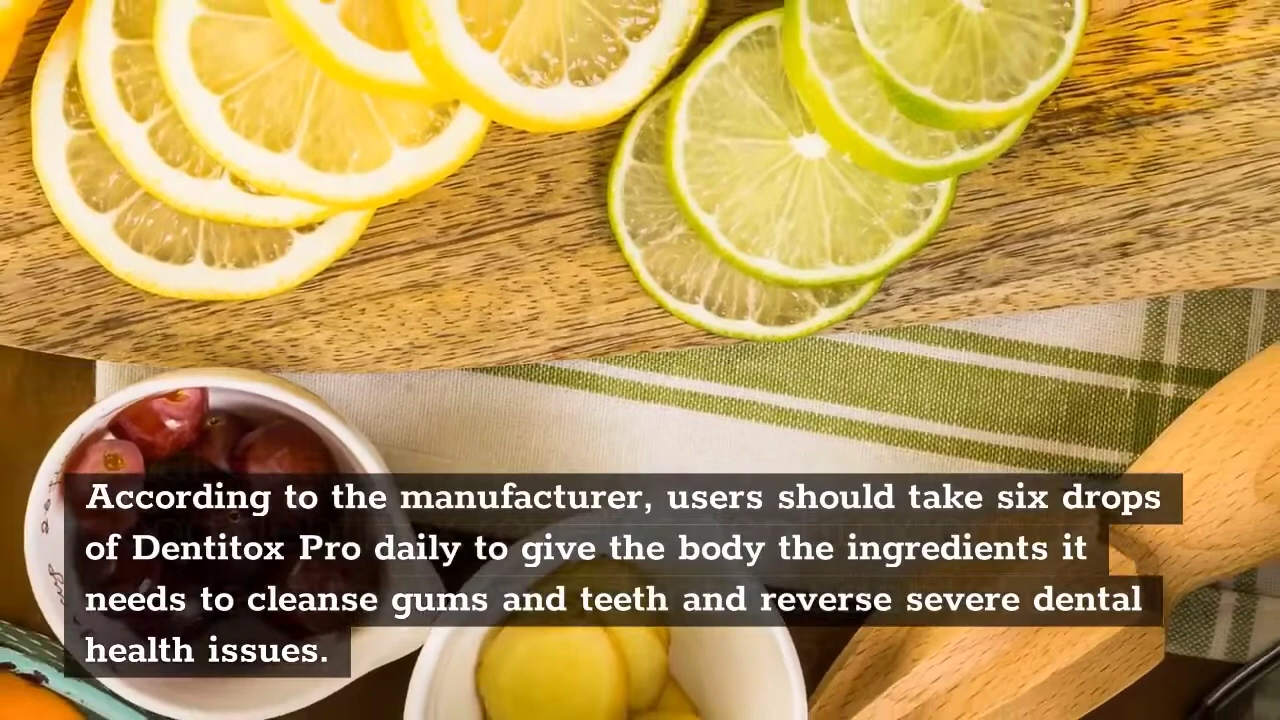 According to the manufacturer, users should take six drops
of Dentitox Pro daily to give the body the ingredients it
needs to cleanse gums and teeth and reverse severe dental
health issues.